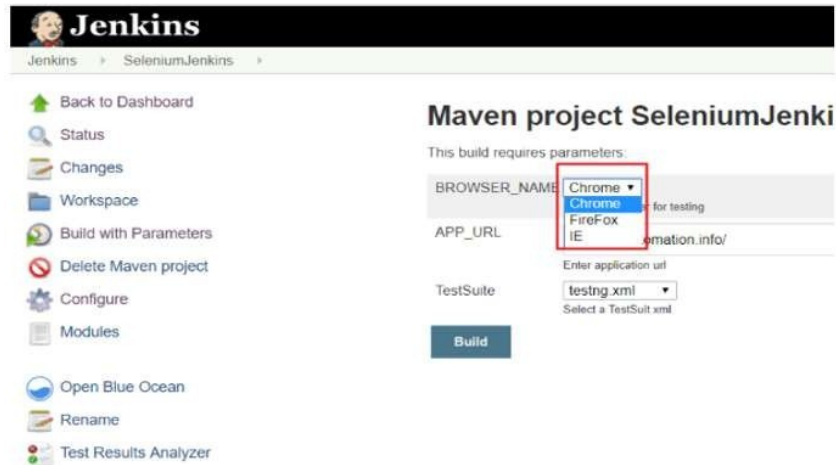 Jenkins
Jenkins SeleniumJenkins
Back to Dashboard
Status
Changes
Workspace
Build with Parameters
Delete Maven project
Configure
Modules
Open Blue Ocean
Rename
Test Results Analyzer
Maven project SeleniumJenki
This build requires parameters:
BROWSER_NAME Chrome
Chrome
for testing
FireFox
IE
APP_URL omation.info/
Enter application url
TestSuite testng.xml
Select a TestSuit xml
Build